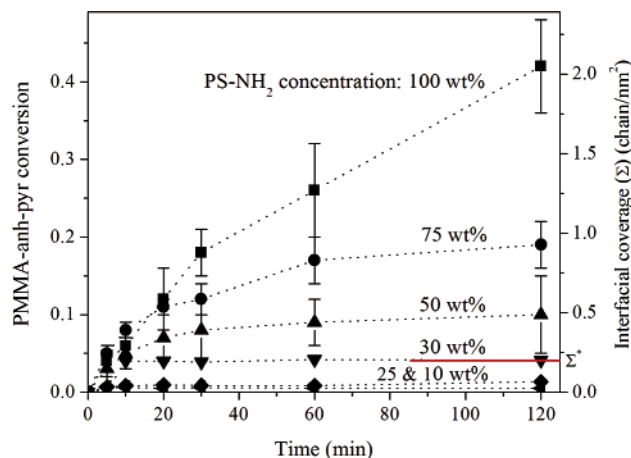 PS-NH₂ concentration: 100 wt%
75 wt%
50 wt%
30 wt%
25 & 10 wt%
0.4
0.3
0.2
0.1
0.0
PMMA-anh-pyr conversion
2.0
1.5
1.0
0.5
Σ*
0.0
Interfacial coverage (Σ) (chain/nm²)
0 20 40 60 80 100 120
Time (min)